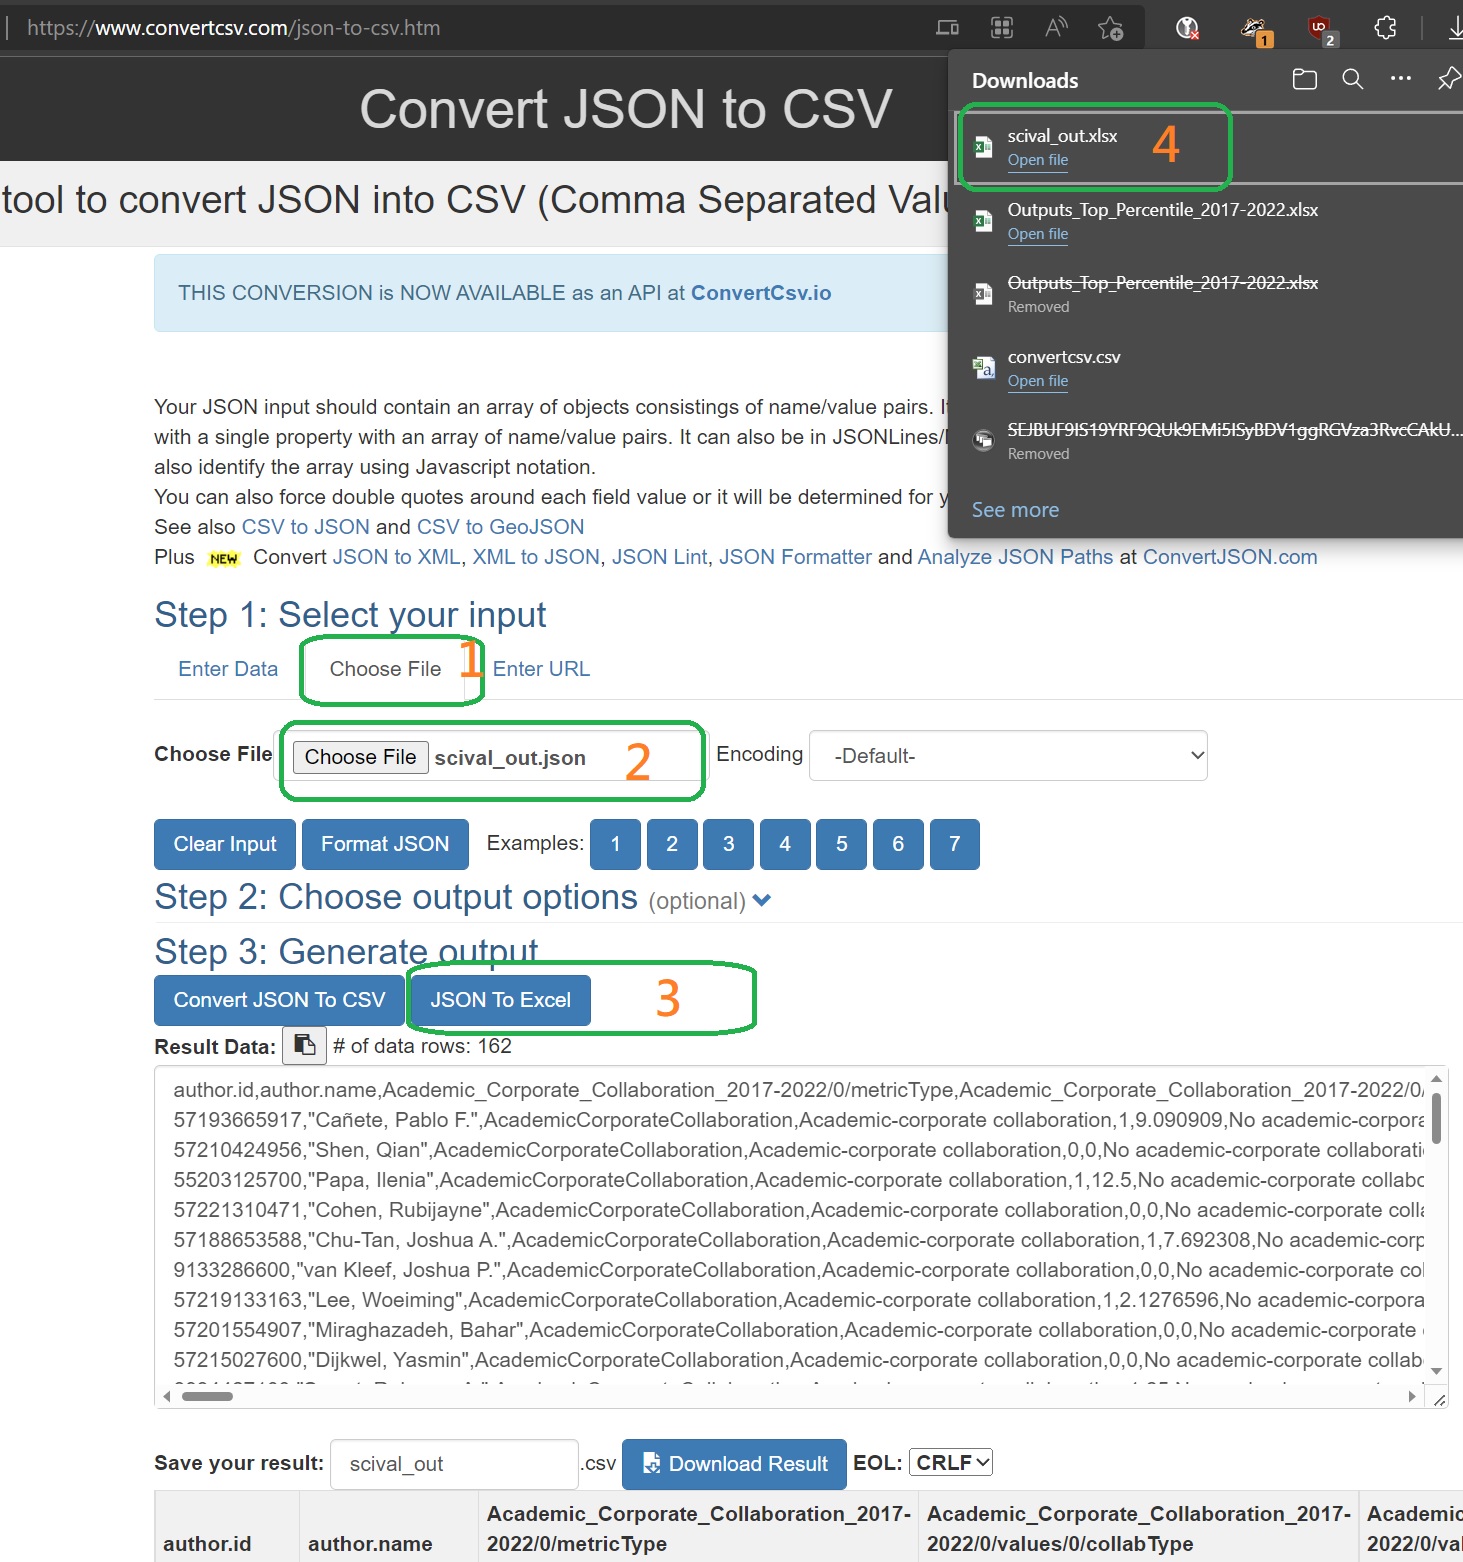 https://www.convertcsv.com/json-to-csv.htm
1
2
Convert JSON to CSV
Downloads
scival_out.xlsx
Open file
4
Outputs_Top_Percentile_2017-2022.xlsx
Open file
Outputs_Top_Percentile_2017-2022.xlsx
Removed
convertcsv.csv
Open file
Removed
See more
tool to convert JSON into CSV (Comma Separated Valu
THIS CONVERSION is NOW AVAILABLE as an API at ConvertCsv.io
Your JSON input should contain an array of objects consistings of name/value pairs. I
with a single property with an array of name/value pairs. It can also be in JSONLines/
also identify the array using Javascript notation.
You can also force double quotes around each field value or it will be determined for y
See also CSV to JSON and CSV to GeoJSON
Plus NEW Convert JSON to XML, XML to JSON, JSON Lint, JSON Formatter and Analyze JSON Paths at ConvertJSON.com
Step 1: Select your input
Enter Data Choose File 1 Enter URL
Choose File Choose File scival_out.json 2 Encoding -Default-
Clear Input Format JSON Examples: 1 2 3 4 5 6 7
Step 2: Choose output options (optional)
Step 3: Generate output
Convert JSON To CSV JSON To Excel 3
Result Data: # of data rows: 162
author.id,author.name,Academic_Corporate_Collaboration_2017-2022/0/metricType,Academic_Corporate_Collaboration_2017-2022/0/
57193665917,"Cañete, Pablo F.",AcademicCorporateCollaboration,Academic-corporate collaboration,1,9.090909,No academic-corpora
57210424956,"Shen, Qian",AcademicCorporateCollaboration,Academic-corporate collaboration,0,0,No academic-corporate collaborati
55203125700,"Papa, Ilenia",AcademicCorporateCollaboration,Academic-corporate collaboration,1,12.5,No academic-corporate collabo
57221310471,"Cohen, Rubijayne",AcademicCorporateCollaboration,Academic-corporate collaboration,0,0,No academic-corporate colla
57188653588,"Chu-Tan, Joshua A.",AcademicCorporateCollaboration,Academic-corporate collaboration,1,7.692308,No academic-corp
9133286600,"van Kleef, Joshua P.",AcademicCorporateCollaboration,Academic-corporate collaboration,0,0,No academic-corporate col
57219133163,"Lee, Woeiming",AcademicCorporateCollaboration,Academic-corporate collaboration,1,2.1276596,No academic-corpora
57201554907,"Miraghazadeh, Bahar",AcademicCorporateCollaboration,Academic-corporate collaboration,0,0,No academic-corporate
57215027600,"Dijkwel, Yasmin",AcademicCorporateCollaboration,Academic-corporate collaboration,0,0,No academic-corporate collab
Save your result: scival_out .csv Download Result EOL: CRLF
author.id author.name Academic_Corporate_Collaboration_2017-2022/0/metricType Academic_Corporate_Collaboration_2017-2022/0/values/0/collabType Academic_C 2022/0/val